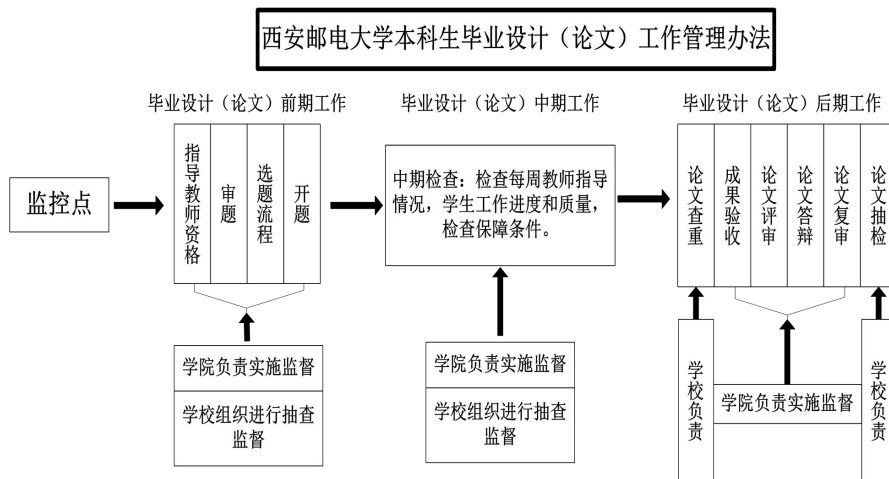 西安邮电大学本科生毕业设计（论文）工作管理办法
毕业设计（论文）前期工作
毕业设计（论文）中期工作
毕业设计（论文）后期工作
监控点
指导教师资格
审题
选题流程
开题
中期检查：检查每周教师指导
情况，学生工作进度和质量，
检查保障条件。
论文查重
成果验收
论文评审
论文答辩
论文复审
论文抽检
学院负责实施监督
学校组织进行抽查
监督
学院负责实施监督
学校组织进行抽查
监督
学校负责
学院负责实施监督
学校负责